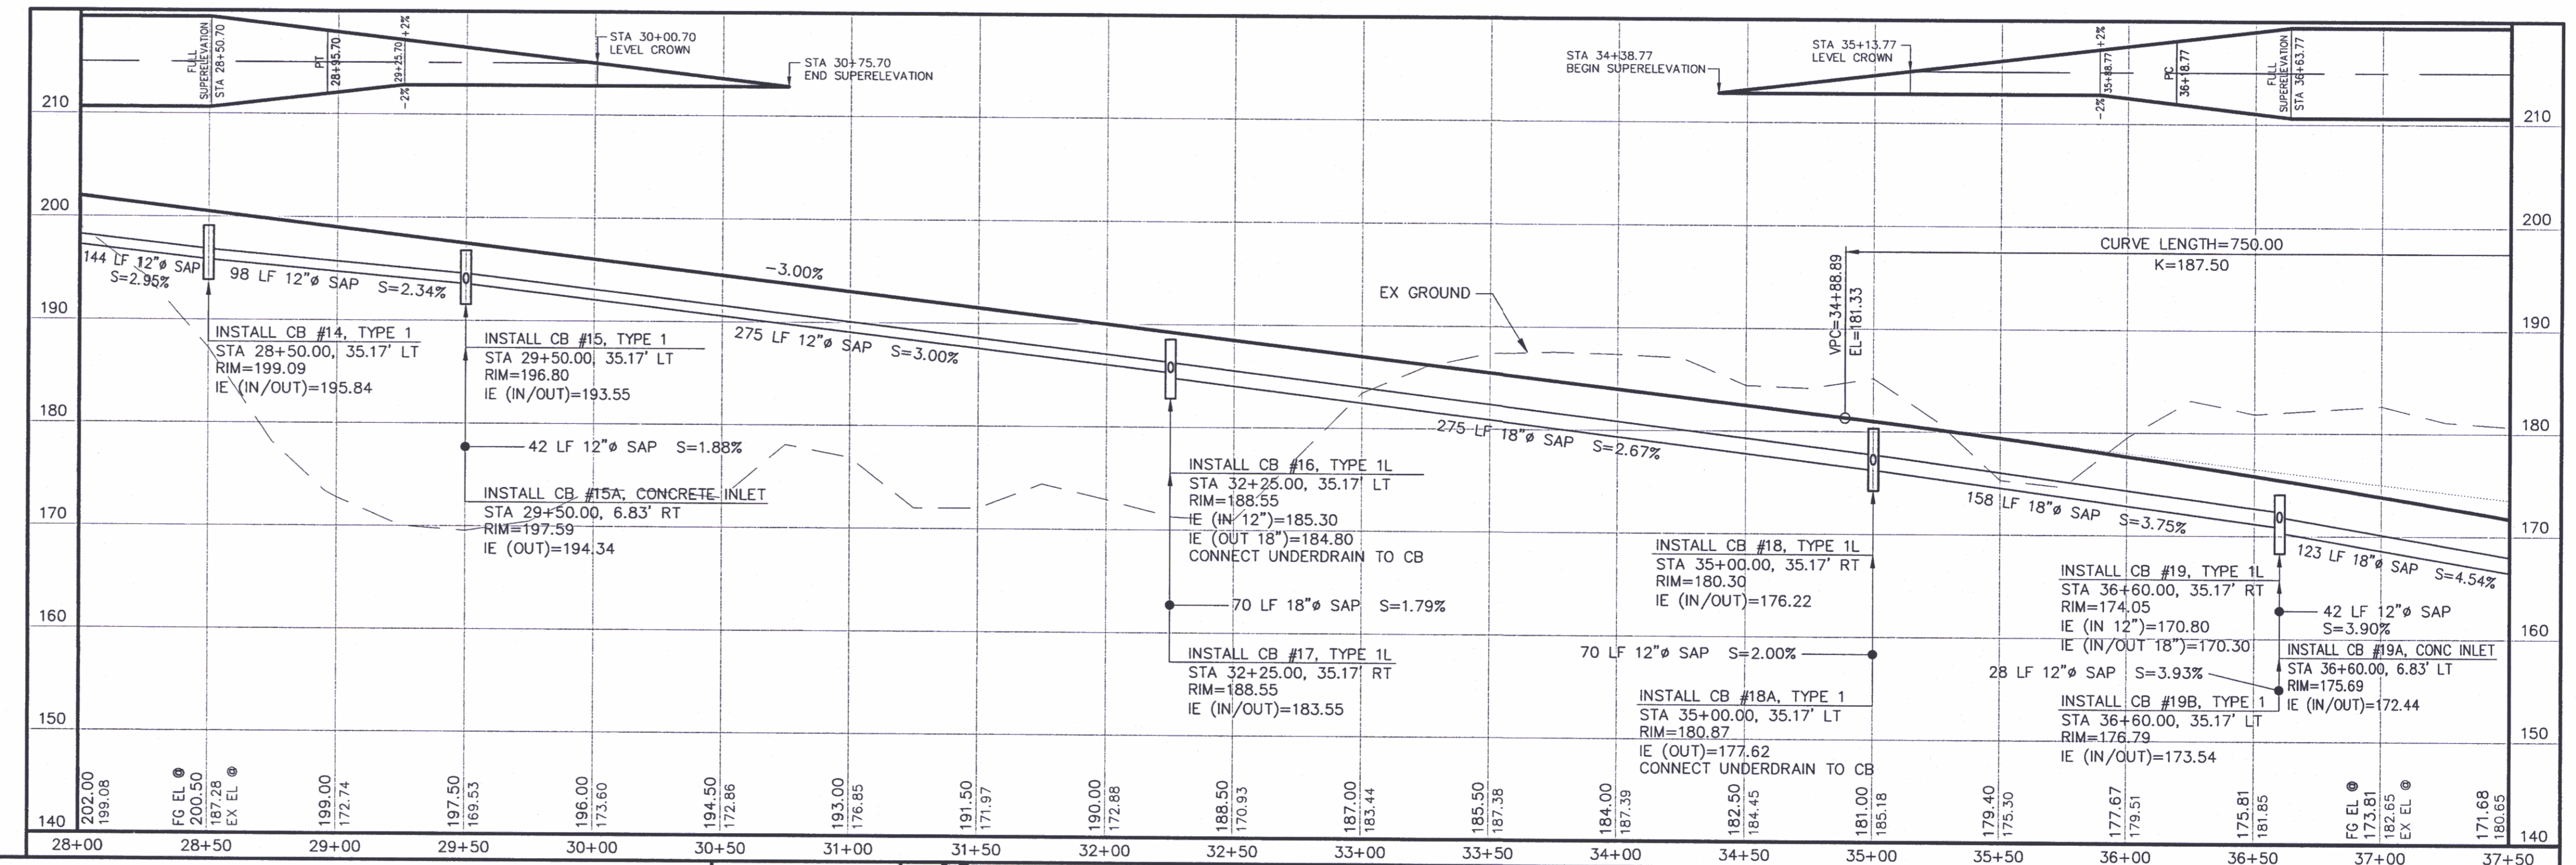 FULL
SUPERELEVATION
STA 28+50.70
PT
28+95.70
29+25.70
+2%
-2%
STA 30+00.70
LEVEL CROWN
STA 30+75.70
END SUPERELEVATION
STA 34+38.77
BEGIN SUPERELEVATION
STA 35+13.77
LEVEL CROWN
35+88.77
+2%
-2%
PC
36+18.77
FULL
SUPERELEVATION
STA 36+63.77
210
210
200
200
190
190
180
180
170
170
160
160
150
150
140
140
144 LF 12"ø SAP
S=2.95%
98 LF 12"ø SAP S=2.34%
-3.00%
275 LF 12"ø SAP S=3.00%
EX GROUND
VPC=34+88.89
EL=181.33
CURVE LENGTH=750.00
K=187.50
INSTALL CB #14, TYPE 1
STA 28+50.00, 35.17' LT
RIM=199.09
IE (IN/OUT)=195.84
INSTALL CB #15, TYPE 1
STA 29+50.00, 35.17' LT
RIM=196.80
IE (IN/OUT)=193.55
42 LF 12"ø SAP S=1.88%
INSTALL CB #15A, CONCRETE INLET
STA 29+50.00, 6.83' RT
RIM=197.59
IE (OUT)=194.34
275 LF 18"ø SAP S=2.67%
INSTALL CB #16, TYPE 1L
STA 32+25.00, 35.17' LT
RIM=188.55
IE (IN 12")=185.30
IE (OUT 18")=184.80
CONNECT UNDERDRAIN TO CB
70 LF 18"ø SAP S=1.79%
INSTALL CB #17, TYPE 1L
STA 32+25.00, 35.17' RT
RIM=188.55
IE (IN/OUT)=183.55
158 LF 18"ø SAP S=3.75%
INSTALL CB #18, TYPE 1L
STA 35+00.00, 35.17' RT
RIM=180.30
IE (IN/OUT)=176.22
70 LF 12"ø SAP S=2.00%
INSTALL CB #18A, TYPE 1
STA 35+00.00, 35.17' LT
RIM=180.87
IE (OUT)=177.62
CONNECT UNDERDRAIN TO CB
123 LF 18"ø SAP S=4.54%
INSTALL CB #19, TYPE 1L
STA 36+60.00, 35.17' RT
RIM=174.05
IE (IN 12")=170.80
IE (IN/OUT 18")=170.30
42 LF 12"ø SAP
S=3.90%
INSTALL CB #19A, CONC INLET
STA 36+60.00, 6.83' LT
RIM=175.69
IE (IN/OUT)=172.44
28 LF 12"ø SAP S=3.93%
INSTALL CB #19B, TYPE 1
STA 36+60.00, 35.17' LT
RIM=176.79
IE (IN/OUT)=173.54
202.00
199.08
FG EL @
200.50
187.28
EX EL @
199.00
172.74
197.50
169.53
196.00
173.60
194.50
172.86
193.00
176.85
191.50
171.97
190.00
172.88
188.50
170.93
187.00
183.44
185.50
187.38
184.00
187.39
182.50
184.45
181.00
185.18
179.40
175.30
177.67
179.51
175.81
181.85
FG EL @
173.81
182.65
EX EL @
171.68
180.65
28+00 28+50 29+00 29+50 30+00 30+50 31+00 31+50 32+00 32+50 33+00 33+50 34+00 34+50 35+00 35+50 36+00 36+50 37+00 37+50